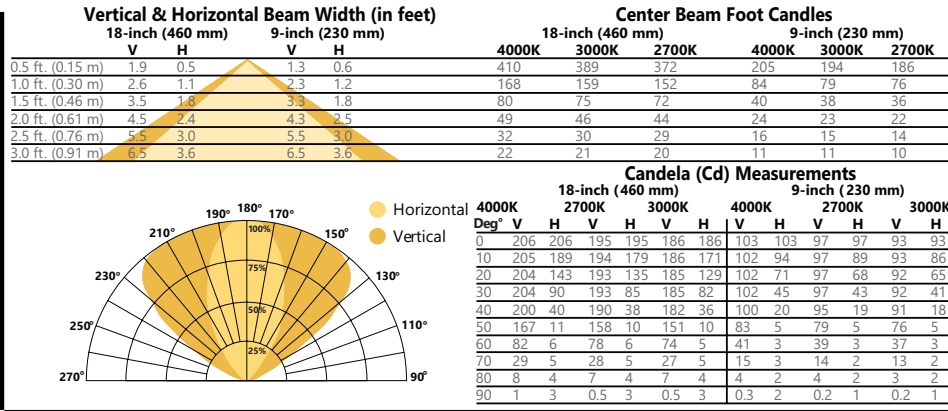 Vertical & Horizontal Beam Width (in feet)
18-inch (460 mm) 9-inch (230 mm)
V H V H
0.5 ft. (0.15 m) 1.9 0.5 1.3 0.6
1.0 ft. (0.30 m) 2.6 1.1 2.3 1.2
1.5 ft. (0.46 m) 3.5 1.8 3.3 1.8
2.0 ft. (0.61 m) 4.5 2.4 4.3 2.5
2.5 ft. (0.76 m) 5.5 3.0 5.5 3.0
3.0 ft. (0.91 m) 6.5 3.6 6.5 3.6
Center Beam Foot Candles
18-inch (460 mm) 9-inch (230 mm)
4000K 3000K 2700K 4000K 3000K 2700K
410 389 372 205 194 186
168 159 152 84 79 76
80 75 72 40 38 36
49 46 44 24 23 22
32 30 29 16 15 14
22 21 20 11 11 10
190° 180° 170°
210° 150°
230° 130°
250° 110°
270° 90°
100%
75%
50%
25%
Horizontal
Vertical
Candela (Cd) Measurements
18-inch (460 mm) 9-inch (230 mm)
4000K 2700K 3000K 4000K 2700K 3000K
Deg° V H V H V H V H V H V H
0 206 206 195 195 186 186 103 103 97 97 93 93
10 205 189 194 179 186 171 102 94 97 89 93 86
20 204 143 193 135 185 129 102 71 97 68 92 65
30 204 90 193 85 185 82 102 45 97 43 92 41
40 200 40 190 38 182 36 100 20 95 19 91 18
50 167 11 158 10 151 10 83 5 79 5 76 5
60 82 6 78 6 74 5 41 3 39 3 37 3
70 29 5 28 5 27 5 15 3 14 2 13 2
80 8 4 7 4 7 4 4 2 4 2 3 2
90 1 3 0.5 3 0.5 3 0.3 2 0.2 1 0.2 1